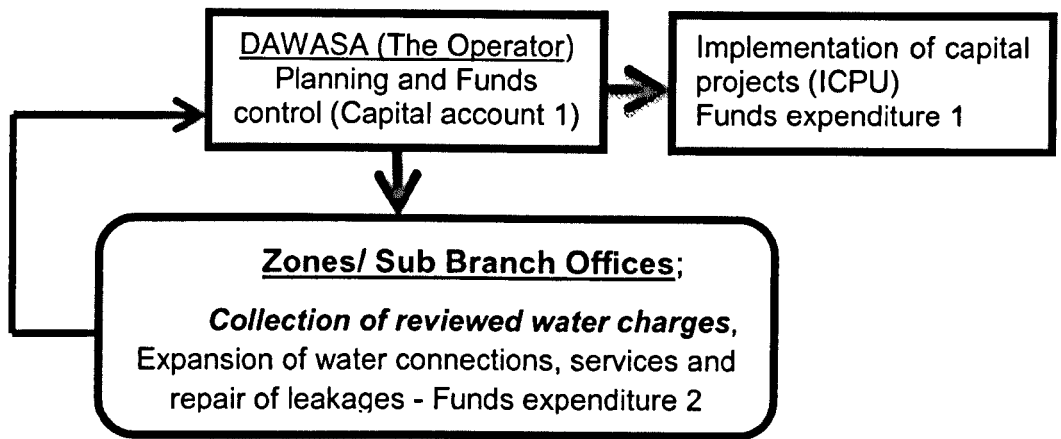 DAWASA (The Operator)
Planning and Funds
control (Capital account 1)
Implementation of capital
projects (ICPU)
Funds expenditure 1
Zones/ Sub Branch Offices;
Collection of reviewed water charges,
Expansion of water connections, services and
repair of leakages - Funds expenditure 2